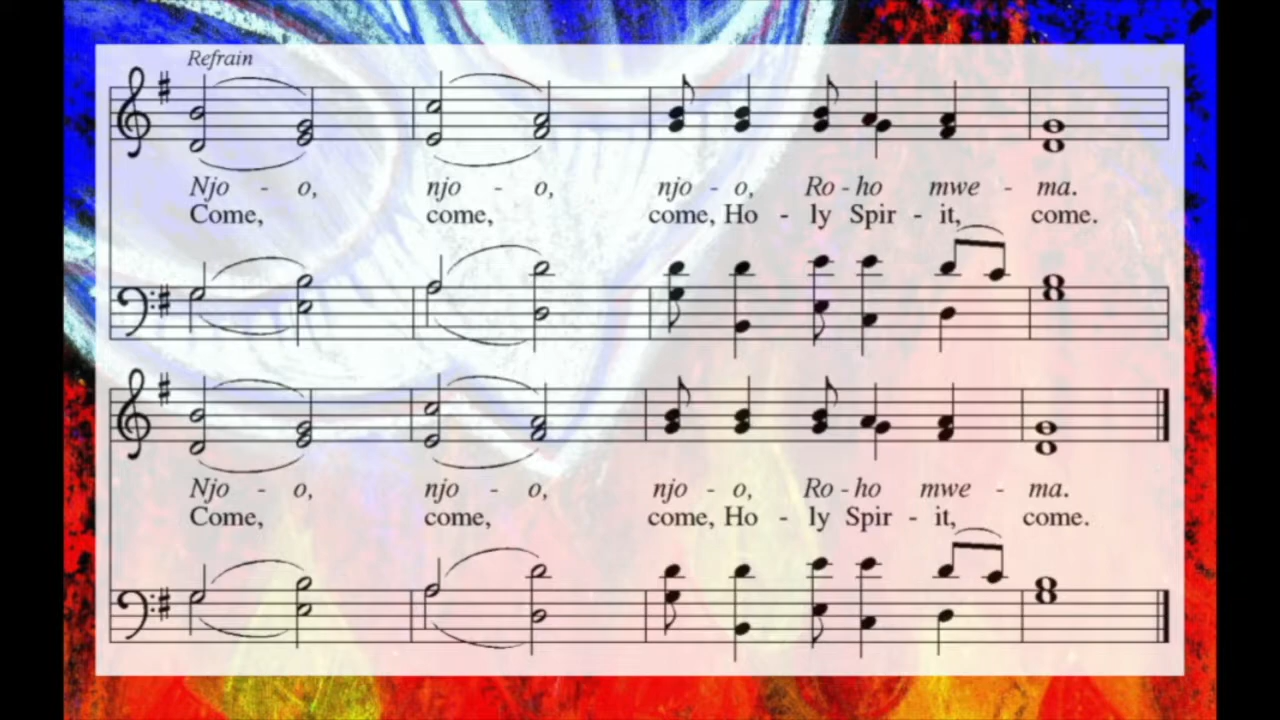 Refrain
Njo - o, njo - o, njo - o, Ro - ho mwe - ma.
Come, come, come, Ho - ly Spir - it, come.
Njo - o, njo - o, njo - o, Ro - ho mwe - ma.
Come, come, come, Ho - ly Spir - it, come.